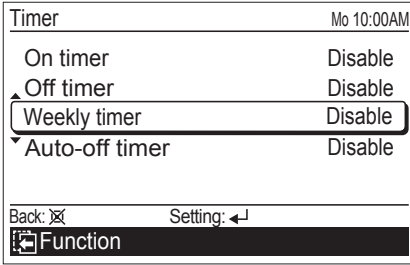 Timer Mo 10:00AM
On timer Disable
Off timer Disable
Weekly timer Disable
Auto-off timer Disable
Back: Setting:
Function